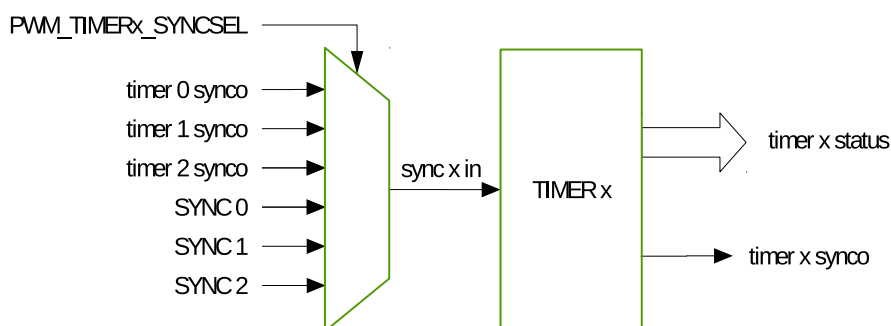 PWM_TIMERx_SYNCSEL
timer 0 synco
timer 1 synco
timer 2 synco
SYNC 0
SYNC 1
SYNC 2
sync x in
TIMER x
timer x status
timer x synco